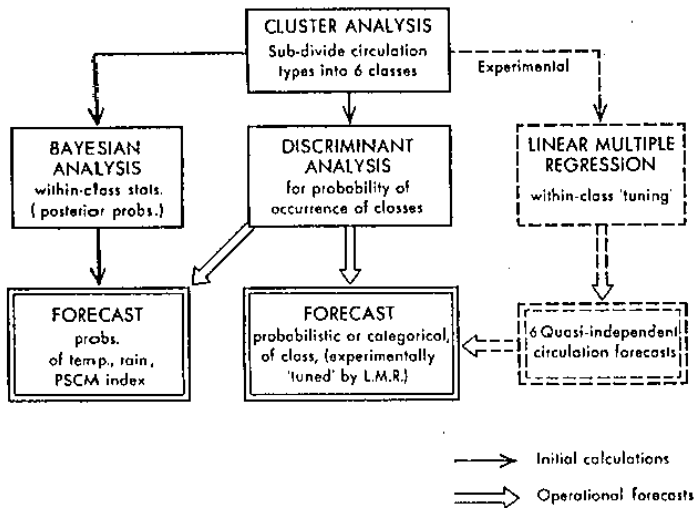 CLUSTER ANALYSIS
Sub-divide circulation
types into 6 classes
Experimental
BAYESIAN
ANALYSIS
within-class stats.
(posterior probs.)
DISCRIMINANT
ANALYSIS
for probability of
occurrence of classes
LINEAR MULTIPLE
REGRESSION
within-class 'tuning'
FORECAST
probs.
of temp., rain,
PSCM index
FORECAST
probabilistic or categorical,
of class, (experimentally
'tuned' by L.M.R.)
6 Quasi-independent
circulation forecasts
Initial calculations
Operational forecasts